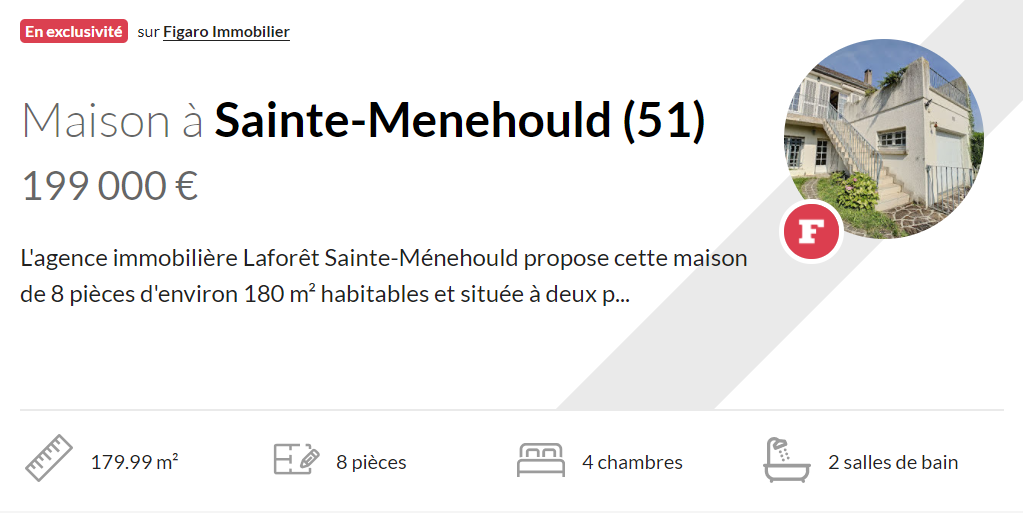 En exclusivité sur Figaro Immobilier
Maison à Sainte-Menehould (51)
199 000 €
F
L'agence immobilière Laforêt Sainte-Ménehould propose cette maison
de 8 pièces d'environ 180 m² habitables et située à deux p...
179.99 m² 8 pièces 4 chambres 2 salles de bain